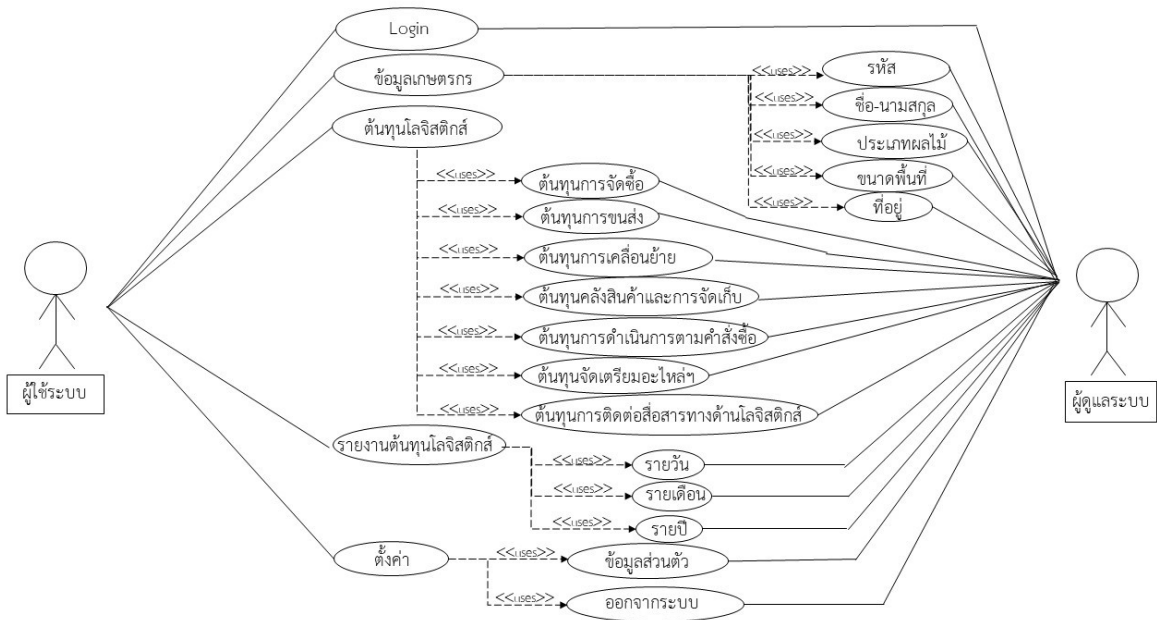 Login
ข้อมูลเกษตรกร
<<uses>>
รหัส
<<uses>>
ชื่อ-นามสกุล
ต้นทุนโลจิสติกส์
<<uses>>
ประเภทผลไม้
<<uses>>
ขนาดพื้นที่
<<uses>>
ที่อยู่
<<uses>>
ต้นทุนการจัดซื้อ
<<uses>>
ต้นทุนการขนส่ง
<<uses>>
ต้นทุนการเคลื่อนย้าย
<<uses>>
ต้นทุนคลังสินค้าและการจัดเก็บ
<<uses>>
ต้นทุนการดำเนินการตามคำสั่งซื้อ
<<uses>>
ต้นทุนจัดเตรียมอะไหล่ฯ
<<uses>>
ต้นทุนการติดต่อสื่อสารทางด้านโลจิสติกส์
ผู้ใช้ระบบ
ผู้ดูแลระบบ
รายงานต้นทุนโลจิสติกส์
<<uses>>
รายวัน
<<uses>>
รายเดือน
<<uses>>
รายปี
ตั้งค่า
<<uses>>
ข้อมูลส่วนตัว
<<uses>>
ออกจากระบบ